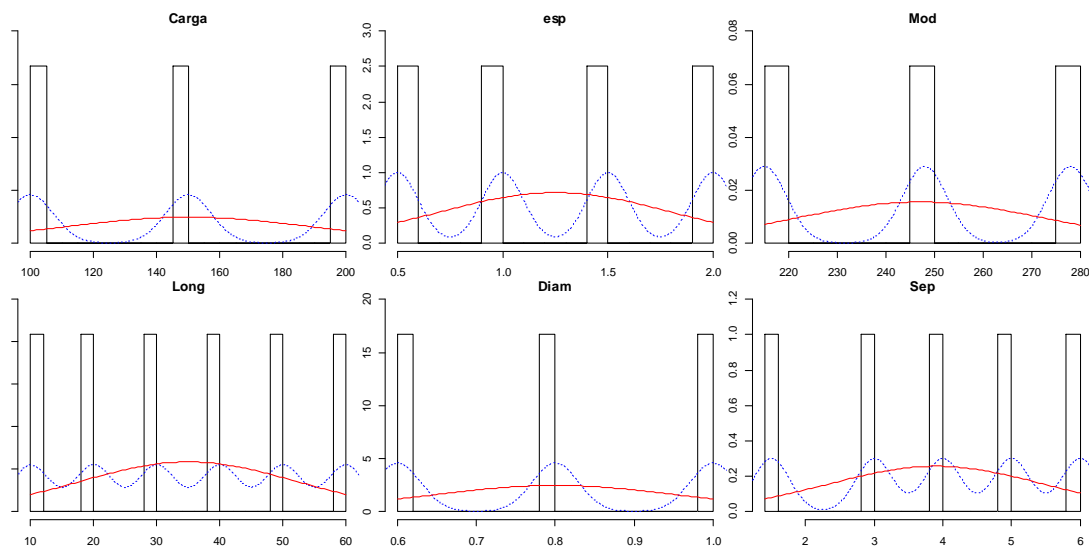 Carga
esp
Mod
0.0 0.5 1.0 1.5 2.0 2.5 3.0
0.00 0.02 0.04 0.06 0.08
100 120 140 160 180 200
0.5 1.0 1.5 2.0
220 230 240 250 260 270 280
Long
Diam
Sep
0 5 10 15 20
0.0 0.2 0.4 0.6 0.8 1.0 1.2
10 20 30 40 50 60
0.6 0.7 0.8 0.9 1.0
2 3 4 5 6